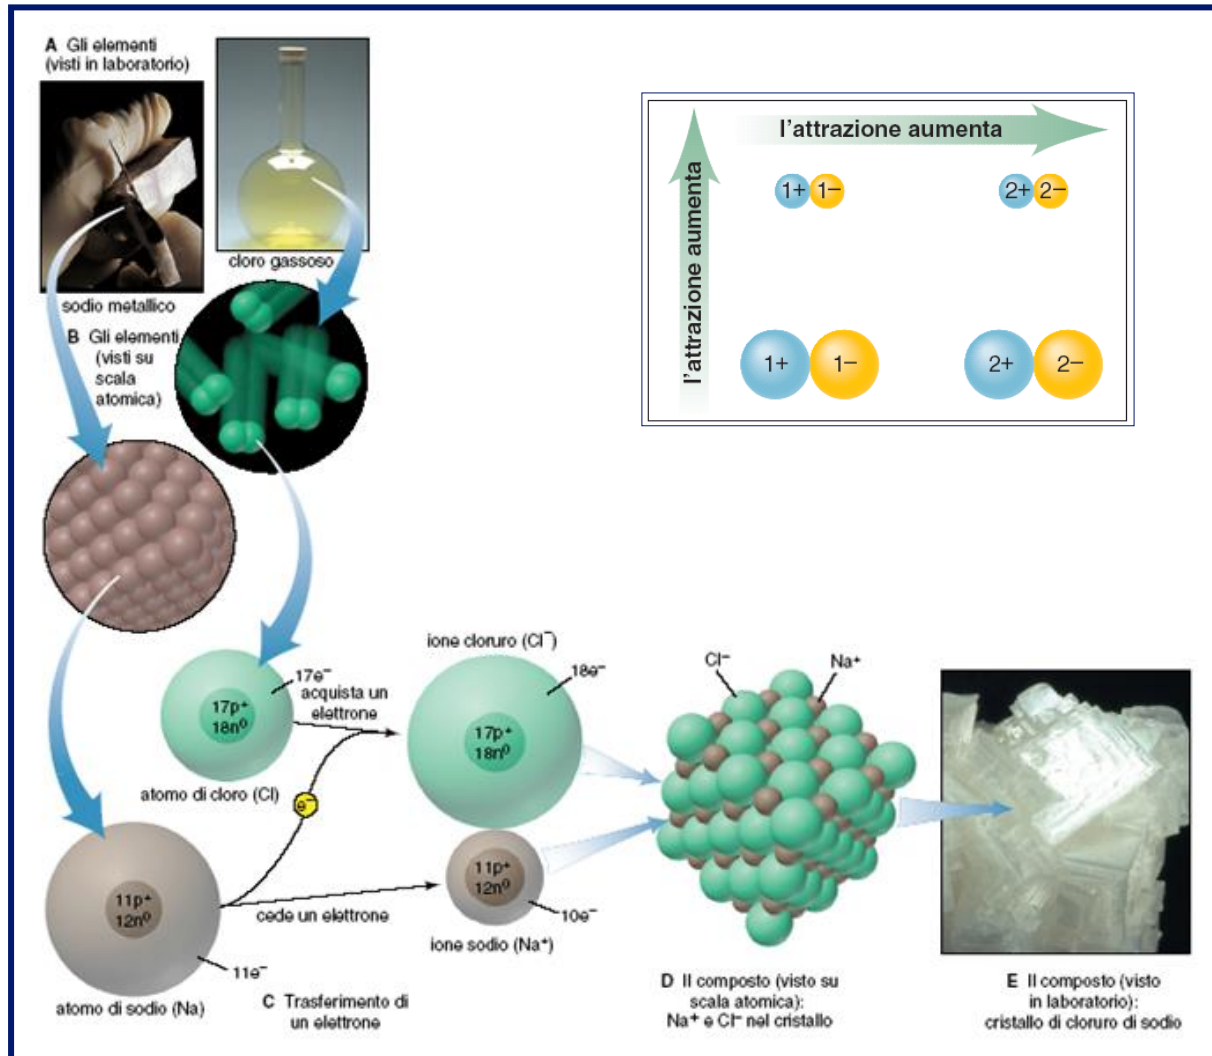 A Gli elementi
(visti in laboratorio)
cloro gassoso
sodio metallico
B Gli elementi
(visti su
scala
atomica)
l'attrazione aumenta
l'attrazione aumenta
1+ 1−
2+ 2−
1+ 1−
2+ 2−
17e⁻
17p⁺
18n⁰
atomo di cloro (Cl)
acquista un
elettrone
e⁻
ione cloruro (Cl⁻)
18e⁻
17p⁺
18n⁰
11p⁺
12n⁰
11e⁻
atomo di sodio (Na)
cede un elettrone
11p⁺
12n⁰
10e⁻
ione sodio (Na⁺)
C Trasferimento di
un elettrone
Cl⁻
Na⁺
D Il composto (visto su
scala atomica):
Na⁺ e Cl⁻ nel cristallo
E Il composto (visto
in laboratorio):
cristallo di cloruro di sodio